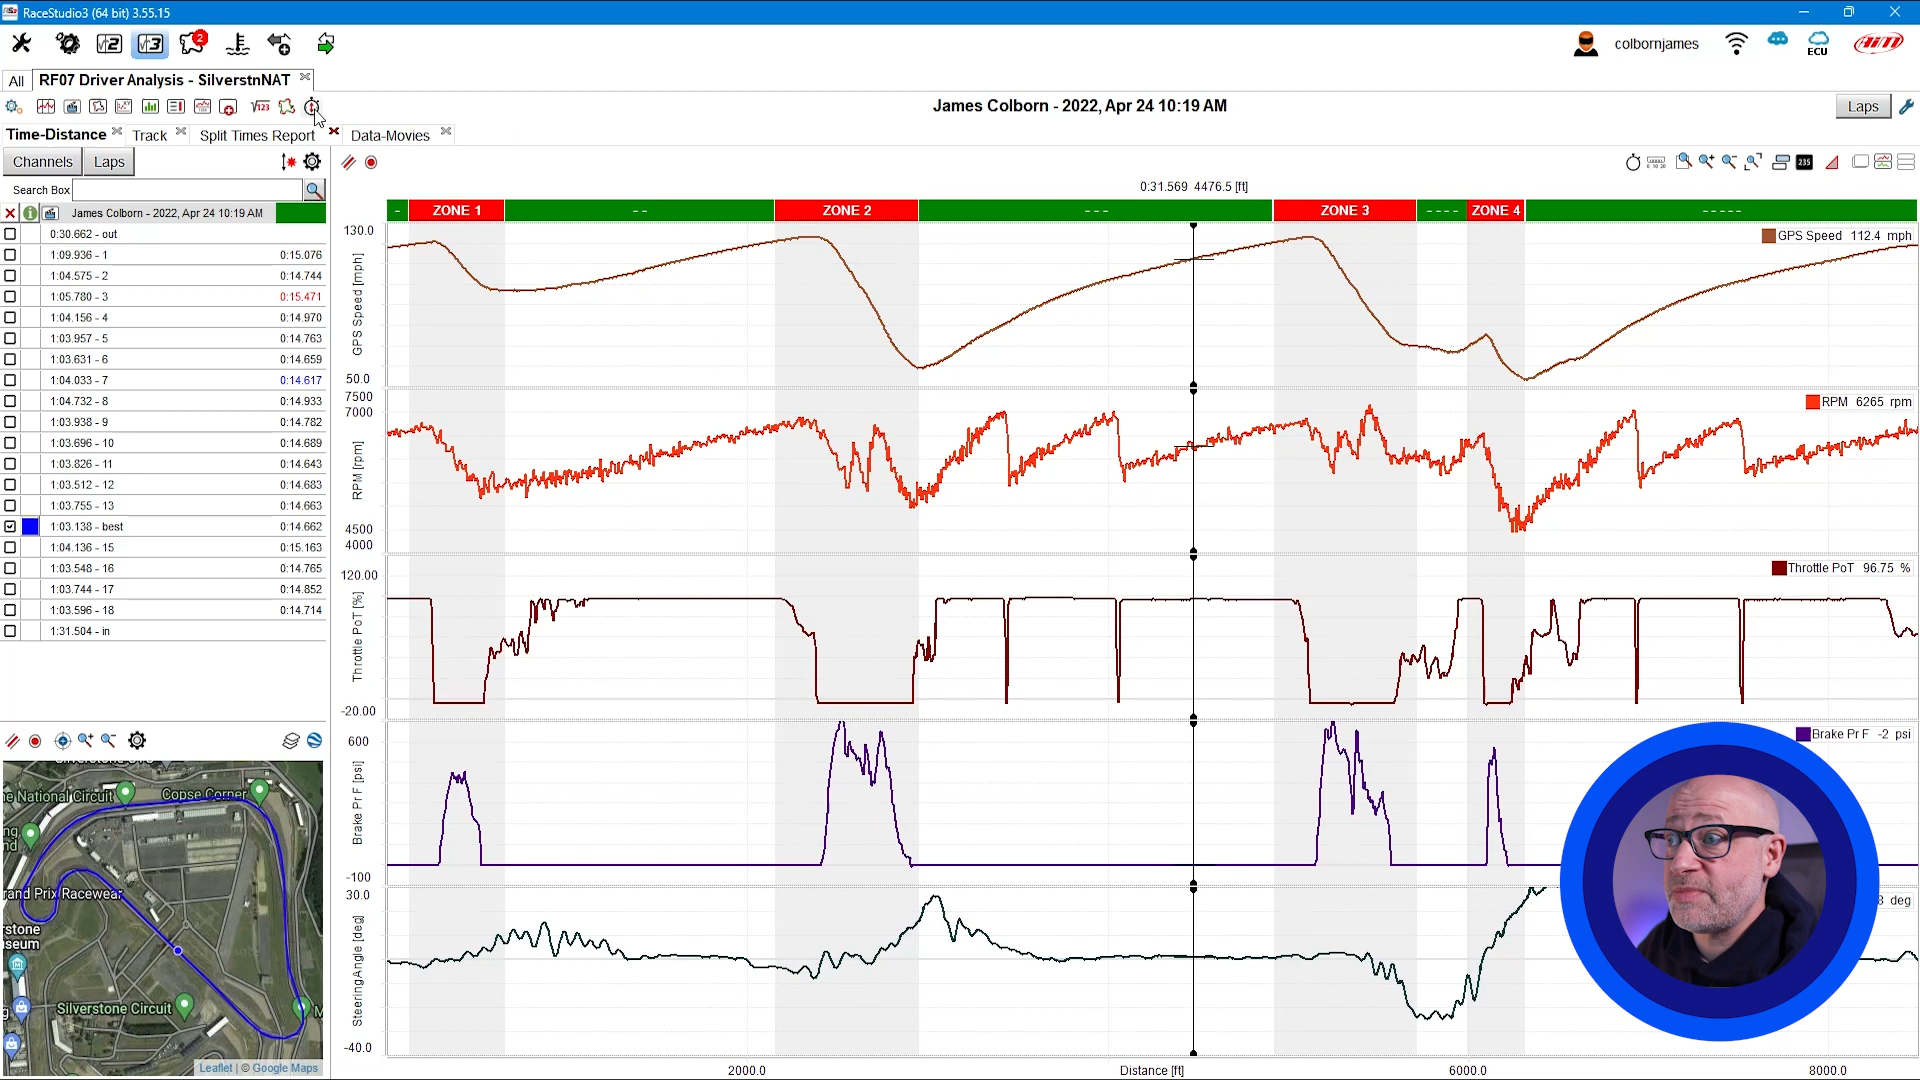 RaceStudio3 (64 bit) 3.55.15
2
3
2
colbornjames
ECU
AiM
All
RF07 Driver Analysis - SilverstnNAT
√123
James Colborn - 2022, Apr 24 10:19 AM
Laps
Time-Distance
Track
Split Times Report
Data-Movies
Channels
Laps
235
Search Box
0:31.569 4476.5 [ft]
James Colborn - 2022, Apr 24 10:19 AM
-
ZONE 1
- -
ZONE 2
- - -
ZONE 3
- - - -
ZONE 4
- - - - -
0:30.662 - out
1:09.936 - 1 0:15.076
1:04.575 - 2 0:14.744
1:05.780 - 3 0:15.471
1:04.156 - 4 0:14.970
1:03.957 - 5 0:14.763
1:03.631 - 6 0:14.659
1:04.033 - 7 0:14.617
1:04.732 - 8 0:14.933
1:03.938 - 9 0:14.782
1:03.696 - 10 0:14.689
1:03.826 - 11 0:14.643
1:03.512 - 12 0:14.683
1:03.755 - 13 0:14.663
1:03.138 - best 0:14.662
1:04.136 - 15 0:15.163
1:03.548 - 16 0:14.765
1:03.744 - 17 0:14.852
1:03.596 - 18 0:14.714
1:31.504 - in
130.0
GPS Speed [mph]
50.0
GPS Speed 112.4 mph
7500
7000
RPM [rpm]
4500
4000
RPM 6265 rpm
120.00
Throttle PoT [%]
-20.00
Throttle PoT 96.75 %
600
Brake Pr F [psi]
-100
Brake Pr F -2 psi
30.0
SteeringAngle [deg]
-40.0
deg
2000.0
Distance [ft]
6000.0
8000.0
National Circuit
Copse Corner
rand Prix Racewear
rstone
useum
Silverstone Circuit
M
Leaflet | © Google Maps